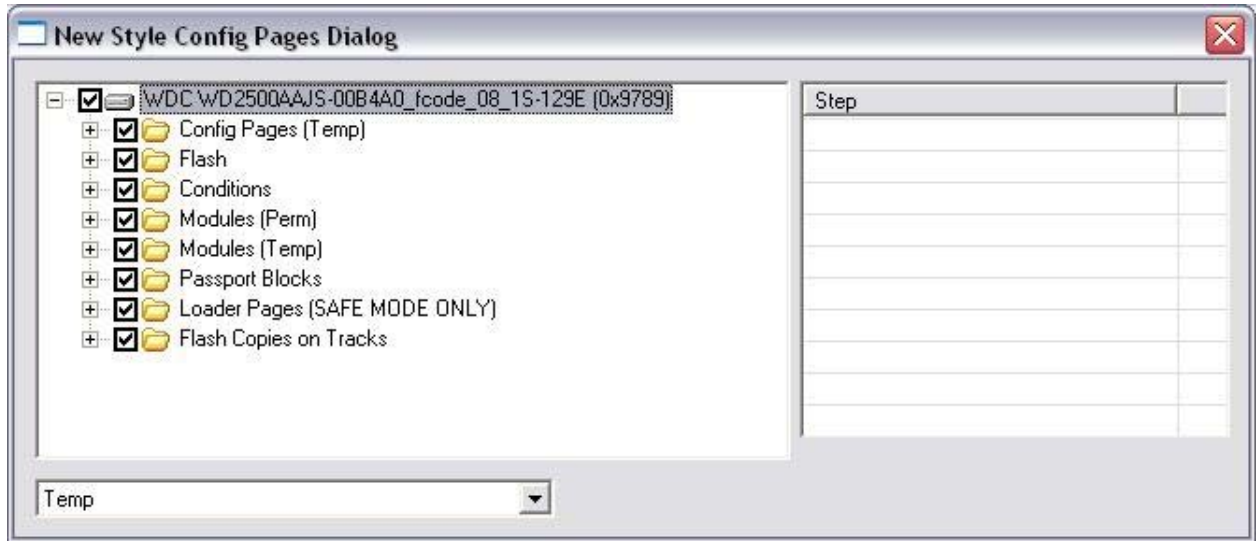 New Style Config Pages Dialog
WDC WD2500AAJS-00B4A0_fcode_08_1S-129E (0x9789)
Config Pages (Temp)
Flash
Conditions
Modules (Perm)
Modules (Temp)
Passport Blocks
Loader Pages (SAFE MODE ONLY)
Flash Copies on Tracks
Step
Temp